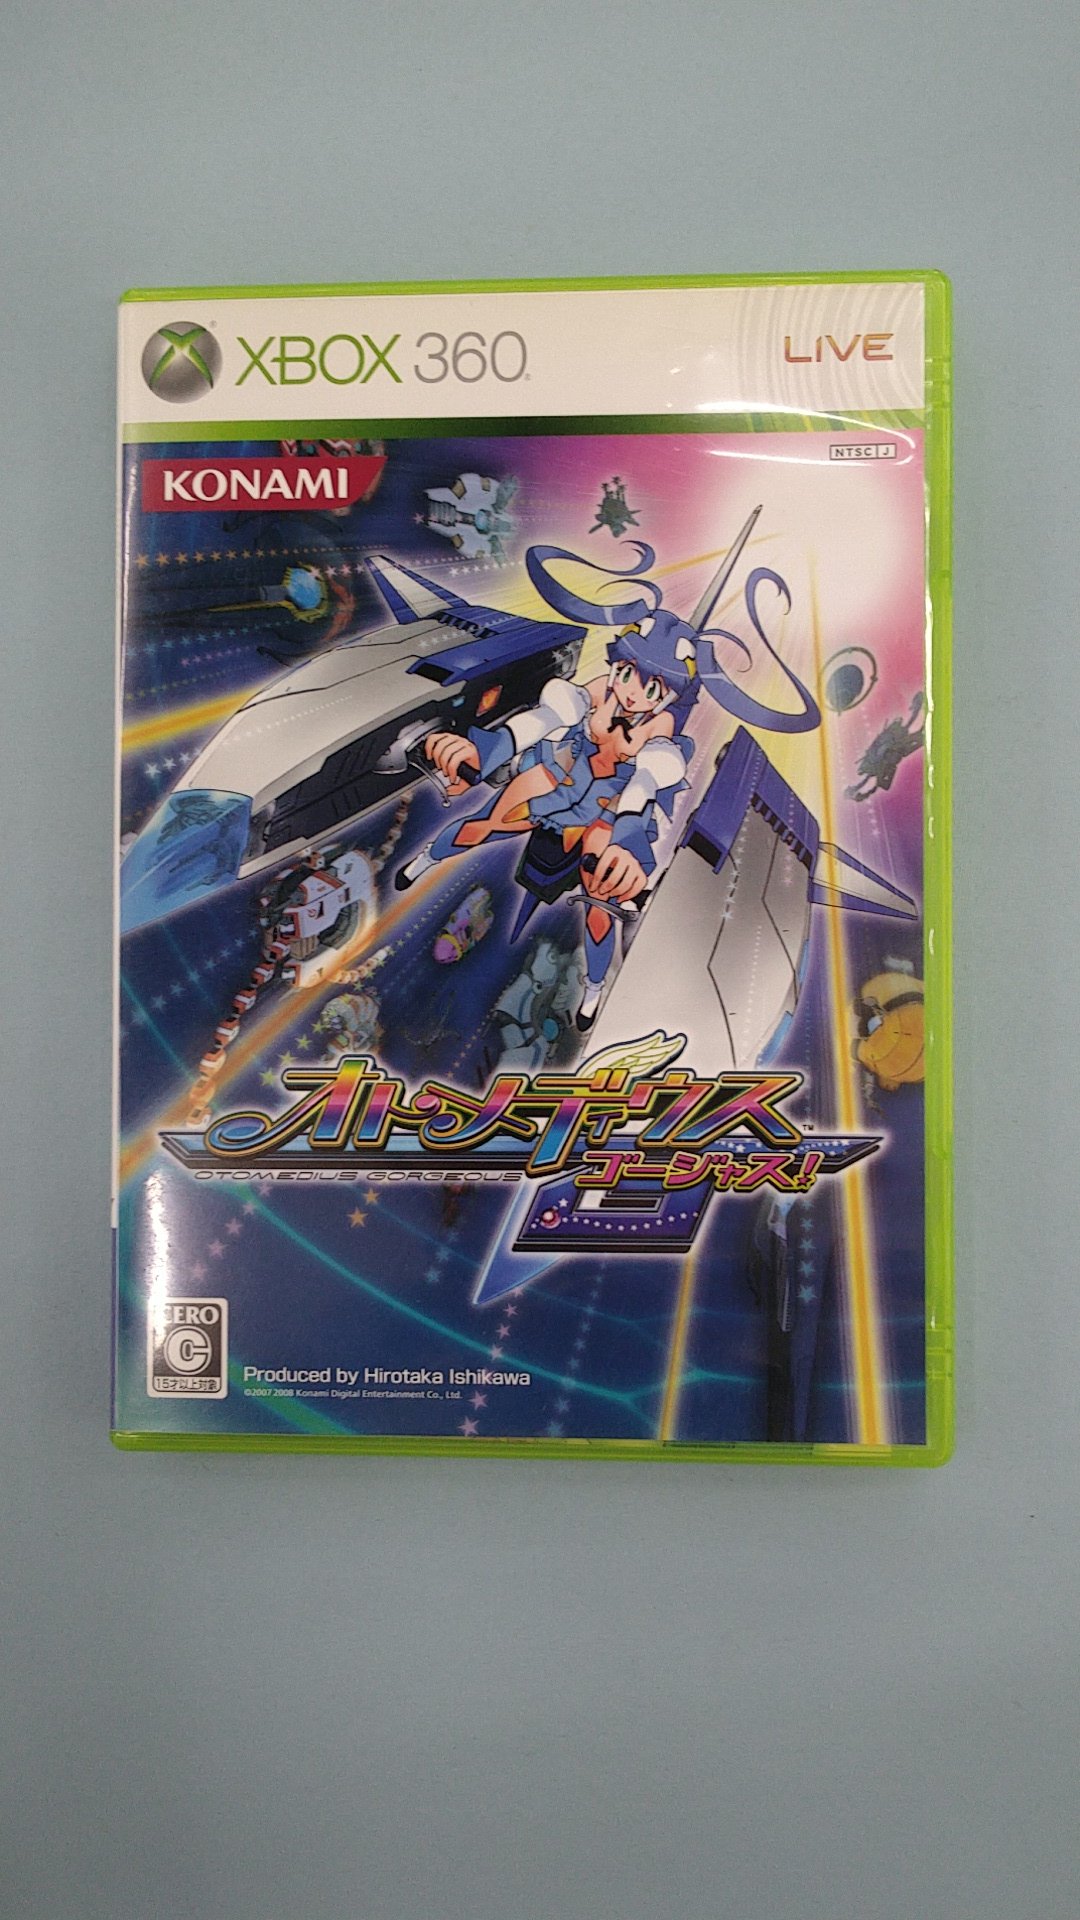 XBOX 360
LIVE
NTSC J
KONAMI
オトメディウス
™
ゴージャス!
OTOMEDIUS GORGEOUS
G
CERO
C
15才以上対象
Produced by Hirotaka Ishikawa
©2007 2008 Konami Digital Entertainment Co., Ltd.